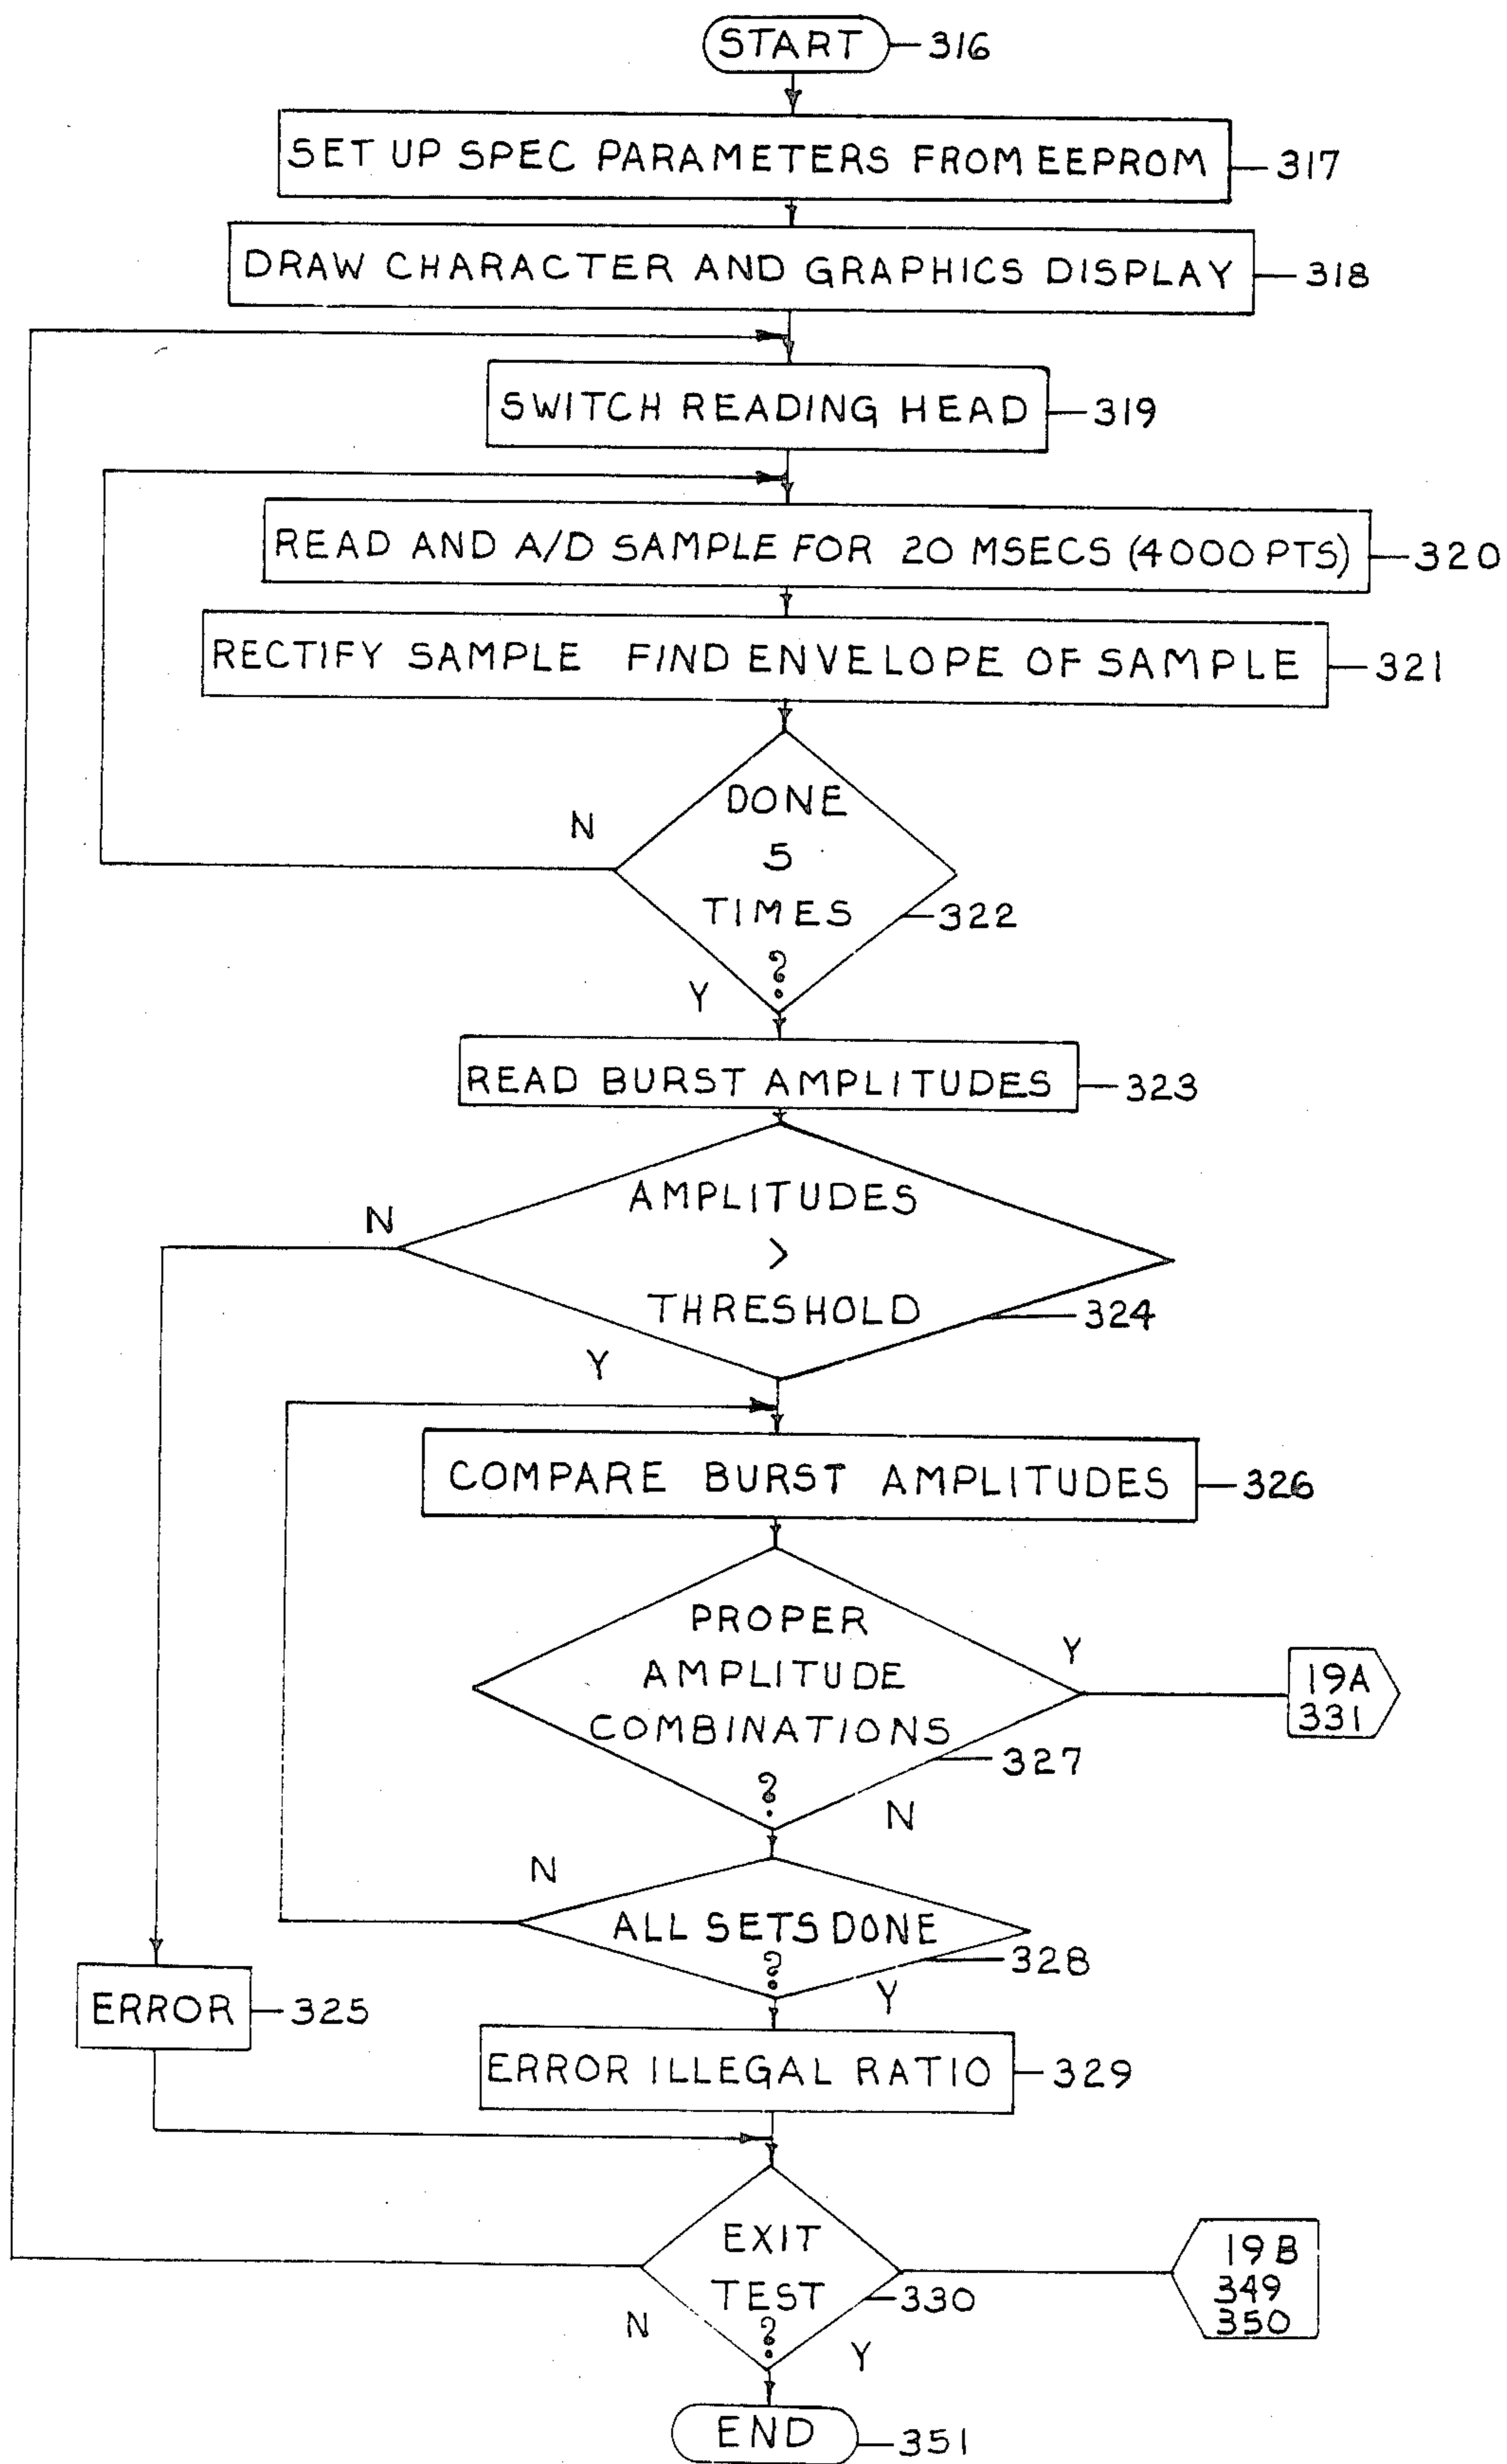 START 316
SET UP SPEC PARAMETERS FROM EEPROM 317
DRAW CHARACTER AND GRAPHICS DISPLAY 318
SWITCH READING HEAD 319
READ AND A/D SAMPLE FOR 20 MSECS (4000 PTS) 320
RECTIFY SAMPLE FIND ENVELOPE OF SAMPLE 321
DONE
N
5
TIMES 322
?
Y
READ BURST AMPLITUDES 323
AMPLITUDES
N
>
THRESHOLD 324
Y
COMPARE BURST AMPLITUDES 326
PROPER
Y
AMPLITUDE
COMBINATIONS 327
?
N
19A
331
N
ALL SETS DONE
? 328
Y
ERROR 325
ERROR ILLEGAL RATIO 329
EXIT
TEST 330
?
N
Y
19B
349
350
END 351